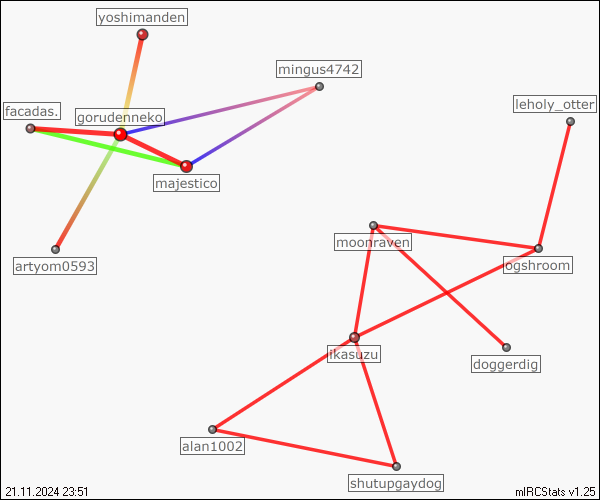 yoshimanden
mingus4742
facadas.
gorudenneko
leholy_otter
majestico
moonraven
artyom0593
ogshroom
ikasuzu
doggerdig
alan1002
shutupgaydog
21.11.2024 23:51
mIRCStats v1.25